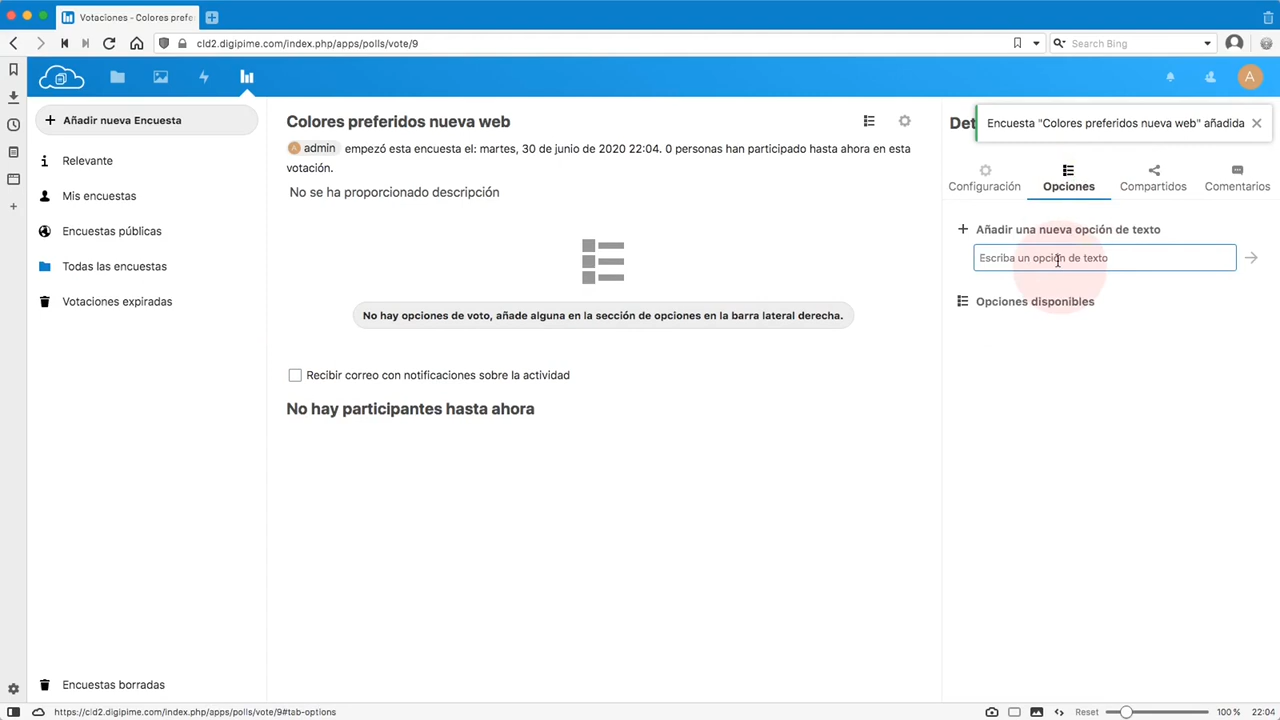 Votaciones - Colores prefe
cld2.digipime.com/index.php/apps/polls/vote/9
Search Bing
A
Añadir nueva Encuesta
Relevante
Mis encuestas
Encuestas públicas
Todas las encuestas
Votaciones expiradas
Encuestas borradas
Colores preferidos nueva web
A admin empezó esta encuesta el: martes, 30 de junio de 2020 22:04. 0 personas han participado hasta ahora en esta
votación.
No se ha proporcionado descripción
No hay opciones de voto, añade alguna en la sección de opciones en la barra lateral derecha.
Recibir correo con notificaciones sobre la actividad
No hay participantes hasta ahora
Det
Encuesta "Colores preferidos nueva web" añadida
Configuración
Opciones
Compartidos
Comentarios
Añadir una nueva opción de texto
Escriba un opción de texto
Opciones disponibles
https://cld2.digipime.com/index.php/apps/polls/vote/9#tab-options
Reset
100 %
22:04